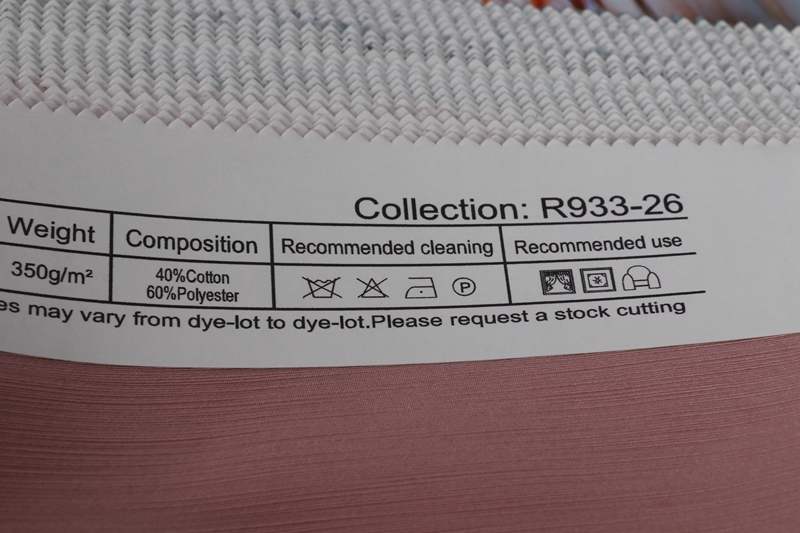 Collection: R933-26
Weight Composition Recommended cleaning Recommended use
350g/m² 40%Cotton
60%Polyester
P
may vary from dye-lot to dye-lot.Please request a stock cutting